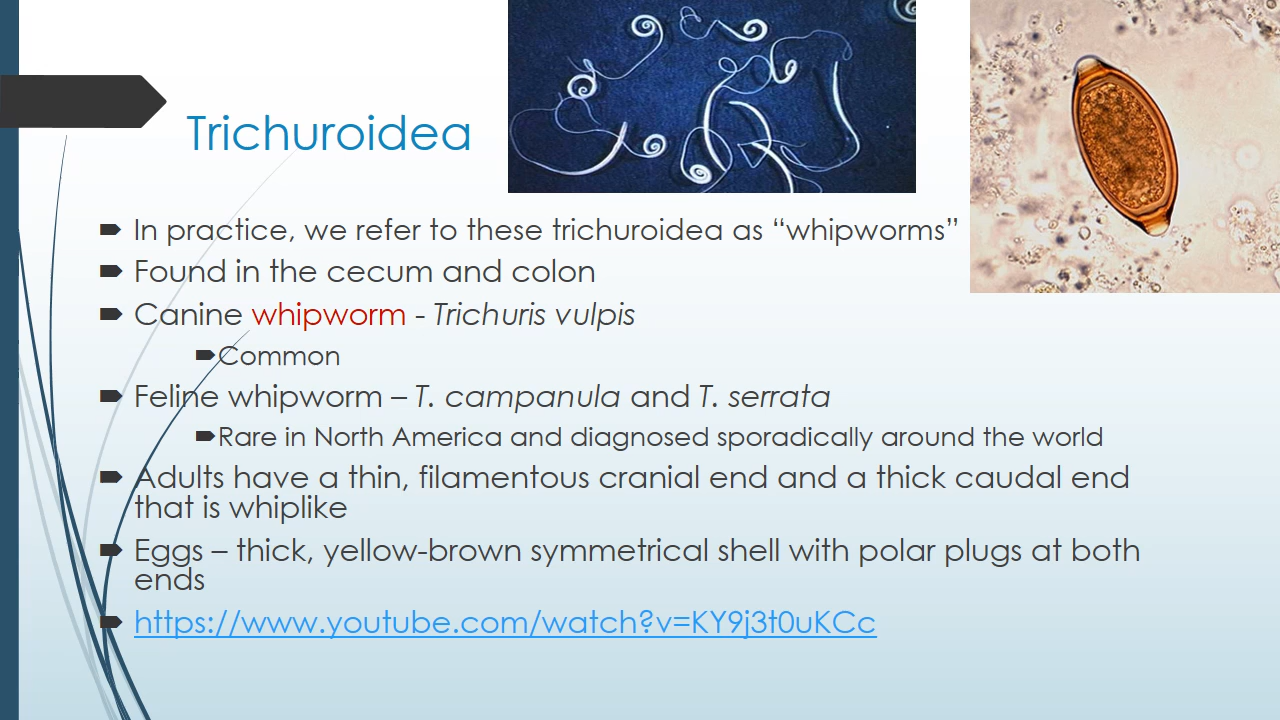 Trichuroidea
In practice, we refer to these trichuroidea as “whipworms”
Found in the cecum and colon
Canine whipworm - Trichuris vulpis
Common
Feline whipworm – T. campanula and T. serrata
Rare in North America and diagnosed sporadically around the world
Adults have a thin, filamentous cranial end and a thick caudal end
that is whiplike
Eggs – thick, yellow-brown symmetrical shell with polar plugs at both
ends
https://www.youtube.com/watch?v=KY9j3t0uKCc